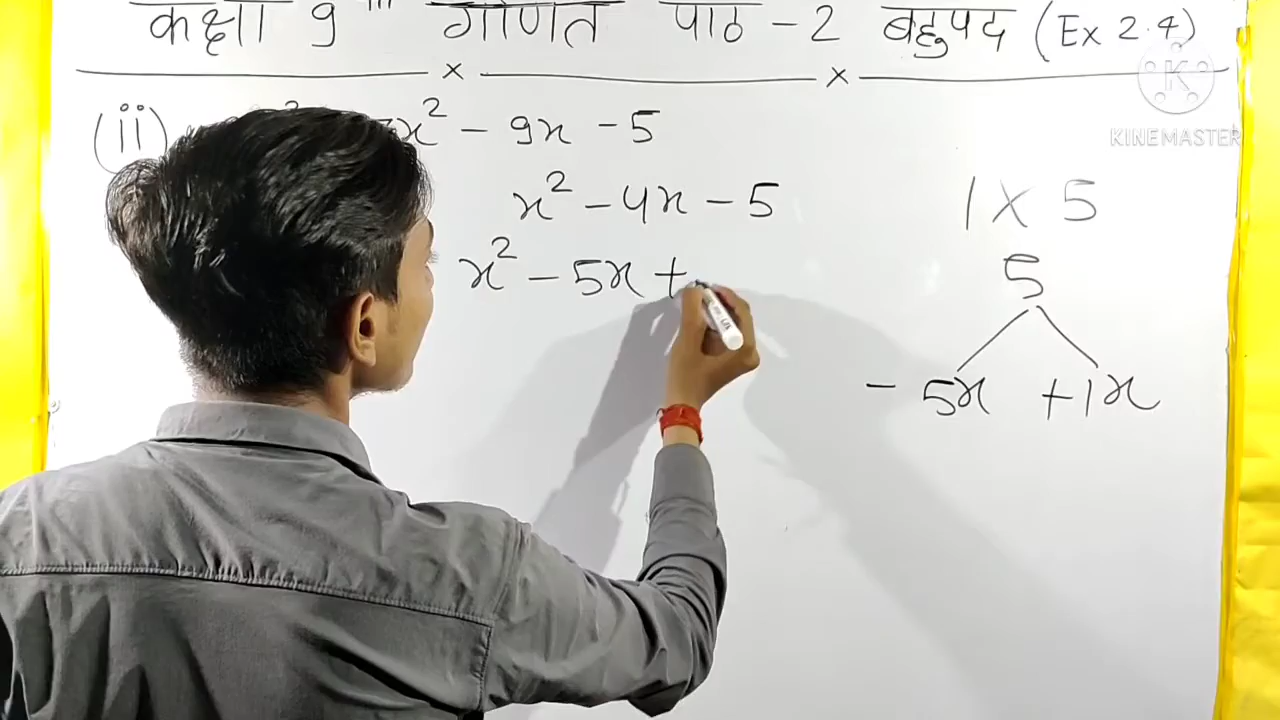 कक्षा 9 गणित पाठ - 2 बहुपद (Ex 2.4)
(ii) x² - 9x - 5
x² - 4x - 5
x² - 5x +
1 X 5
5
- 5x +1x
KINEMASTER